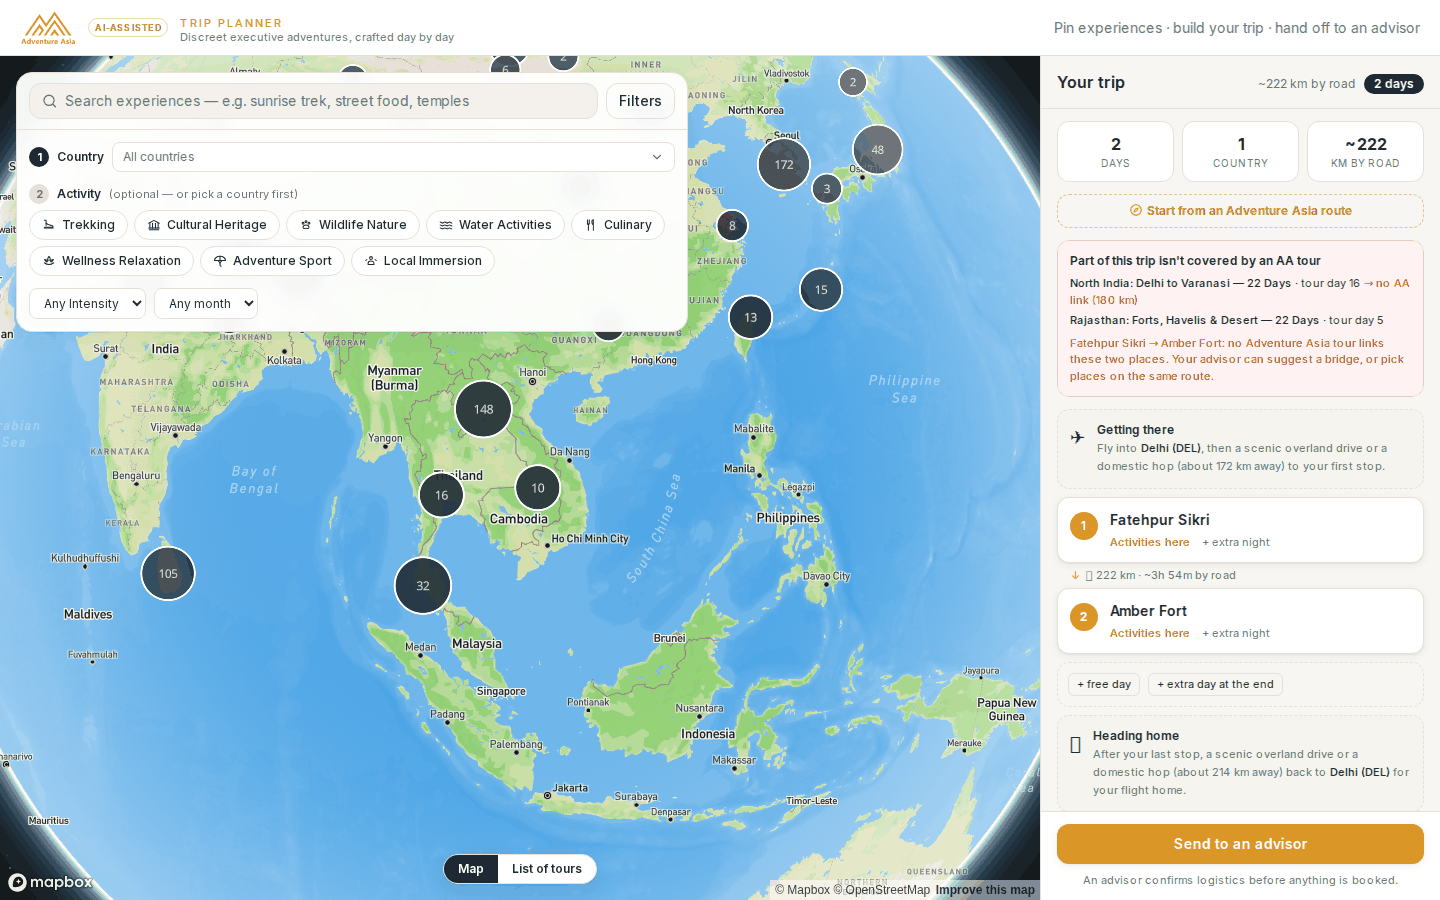 Adventure Asia
AI-ASSISTED
TRIP PLANNER
Discreet executive adventures, crafted day by day
Pin experiences · build your trip · hand off to an advisor
Search experiences — e.g. sunrise trek, street food, temples
Filters
1 Country
All countries
2 Activity (optional — or pick a country first)
Trekking
Cultural Heritage
Wildlife Nature
Water Activities
Culinary
Wellness Relaxation
Adventure Sport
Local Immersion
Any Intensity
Any month
6
2
INNER
JILIN
Vladivostok
2
North Korea
Seoul
172
48
3
8
ZHEJIANG
15
13
GUANGXI
Hong Kong
JHARKHAND
MIZORAM
Surat
India
Kolkata
MAHARASHTRA
ODISHA
TELANGANA
Vijayawada
KARNATAKA
Bengaluru
KERALA
Kulhudhuffushi
105
Maldives
Fuvahmulah
Mauritius
Bay of
Bengal
Myanmar
(Burma)
Hanoi
HAINAN
148
Yangon
Da Nang
Thailand
16
10
Cambodia
Ho Chi Minh City
32
South China Sea
Philippine
Sea
Mabalite
Manila
Legazpi
Philippines
Davao City
Brunei
Medan
Malaysia
Singapore
Pontianak
Nusantara
Padang
Indonesia
Palembang
Makassar
Jakarta
Surabaya
Denpasar
Timor-Leste
Jayapura
Papua New
Guinea
Merauke
QUEENSLAND
NORTHERN
Map
List of tours
mapbox
© Mapbox © OpenStreetMap Improve this map
Your trip
~222 km by road
2 days
2
DAYS
1
COUNTRY
~222
KM BY ROAD
Start from an Adventure Asia route
Part of this trip isn't covered by an AA tour
North India: Delhi to Varanasi — 22 Days · tour day 16 → no AA
link (180 km)
Rajasthan: Forts, Havelis & Desert — 22 Days · tour day 5
Fatehpur Sikri → Amber Fort: no Adventure Asia tour links
these two places. Your advisor can suggest a bridge, or pick
places on the same route.
Getting there
Fly into Delhi (DEL), then a scenic overland drive or a
domestic hop (about 172 km away) to your first stop.
1 Fatehpur Sikri
Activities here + extra night
↓ 222 km · ~3h 54m by road
2 Amber Fort
Activities here + extra night
+ free day
+ extra day at the end
Heading home
After your last stop, a scenic overland drive or a
domestic hop (about 214 km away) back to Delhi (DEL) for
your flight home.
Send to an advisor
An advisor confirms logistics before anything is booked.